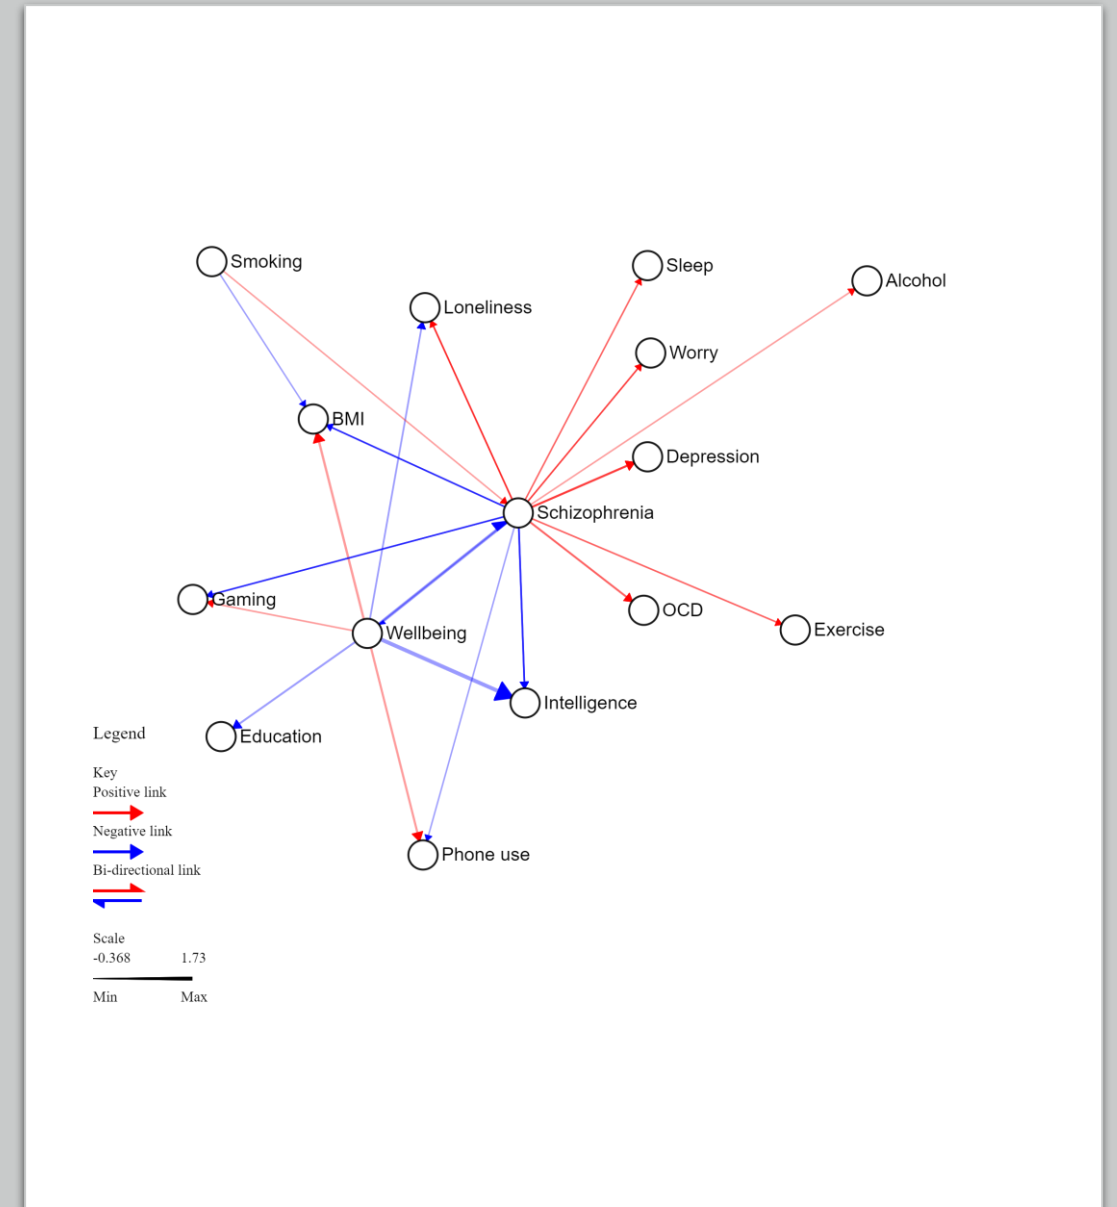 Smoking
Sleep
Alcohol
Loneliness
Worry
BMI
Depression
Schizophrenia
Gaming
OCD
Wellbeing
Exercise
Intelligence
Education
Phone use
Legend
Key
Positive link
Negative link
Bi-directional link
Scale
-0.368 1.73
Min Max